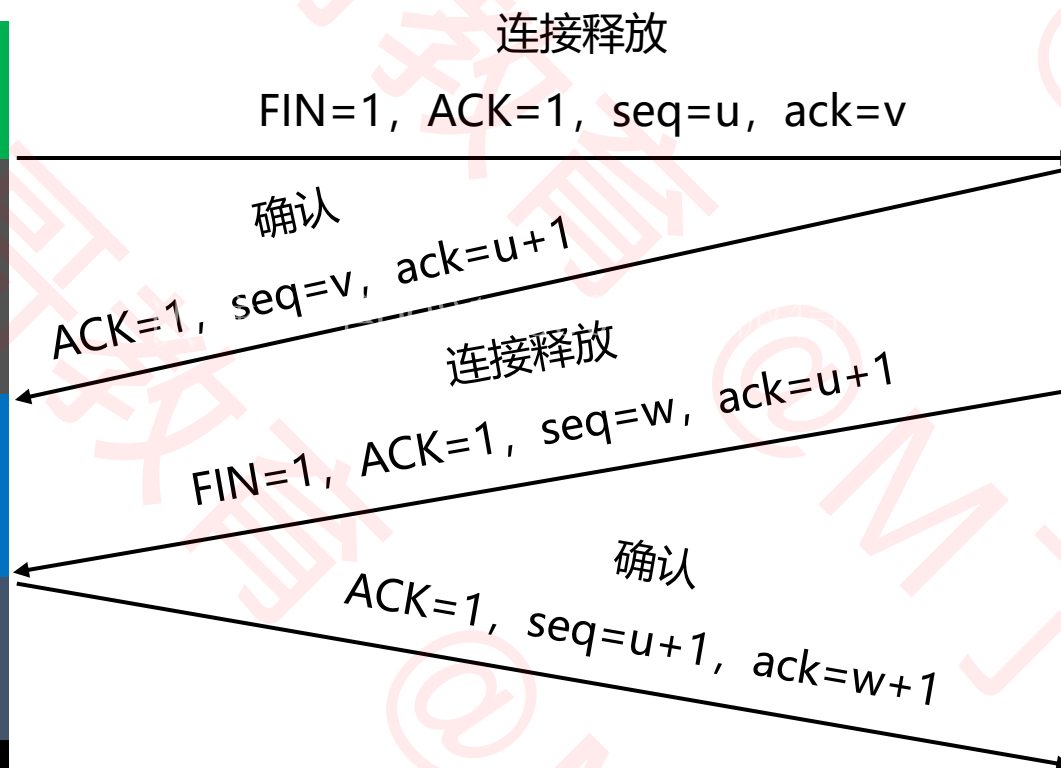 连接释放
FIN=1，ACK=1，seq=u，ack=v
确认
ACK=1，seq=v，ack=u+1
连接释放
FIN=1，ACK=1，seq=w，ack=u+1
确认
ACK=1，seq=u+1，ack=w+1